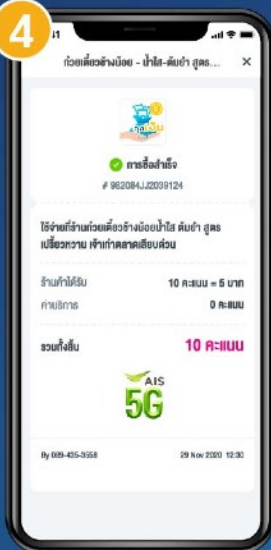 4
ก๋วยเตี๋ยวช้างน้อย - น้ำใส-ต้มยำ สูตร...
การซื้อสำเร็จ
# 982084JJ2039124
ใช้จ่ายที่ร้านก๋วยเตี๋ยวช้างน้อยน้ำใส ต้มยำ สูตร
เปรี้ยวหวาน เจ้าเก่าตลาดเลียบด่วน
ร้านค้าได้รับ 10 คะแนน = 5 บาท
ค่าบริการ 0 คะแนน
รวมทั้งสิ้น 10 คะแนน
AIS
5G
By 089-435-3558 29 Nov 2020 12:30